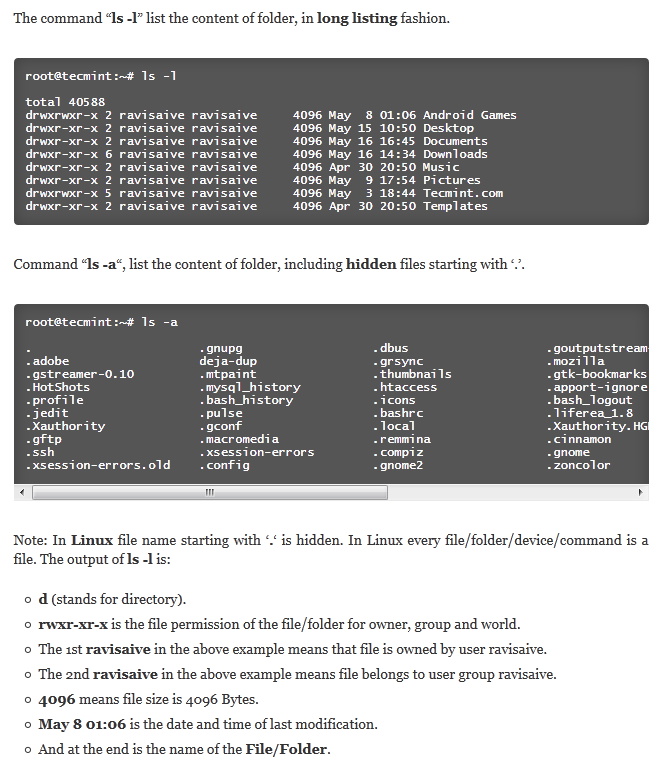 The command “ls -l” list the content of folder, in long listing fashion.
root@tecmint:~# ls -l
total 40588
drwxrwxr-x 2 ravisaive ravisaive     4096 May  8 01:06 Android Games
drwxr-xr-x 2 ravisaive ravisaive     4096 May 15 10:50 Desktop
drwxr-xr-x 2 ravisaive ravisaive     4096 May 16 16:45 Documents
drwxr-xr-x 6 ravisaive ravisaive     4096 May 16 14:34 Downloads
drwxr-xr-x 2 ravisaive ravisaive     4096 Apr 30 20:50 Music
drwxr-xr-x 2 ravisaive ravisaive     4096 May  9 17:54 Pictures
drwxrwxr-x 5 ravisaive ravisaive     4096 May  3 18:44 Tecmint.com
drwxr-xr-x 2 ravisaive ravisaive     4096 Apr 30 20:50 Templates
Command “ls -a“, list the content of folder, including hidden files starting with ‘.’.
root@tecmint:~# ls -a
. .gnupg .dbus .goutputstream
.adobe deja-dup .grsync .mozilla
.gstreamer-0.10 .mtpaint .thumbnails .gtk-bookmarks
.HotShots .mysql_history .htaccess .apport-ignore
.profile .bash_history .icons .bash_logout
.jedit .pulse .bashrc .liferea_1.8
.Xauthority .gconf .local .Xauthority.HG
.gftp .macromedia .remmina .cinnamon
.ssh .xsession-errors .compiz .gnome
.xsession-errors.old .config .gnome2 .zoncolor
Note: In Linux file name starting with ‘.‘ is hidden. In Linux every file/folder/device/command is a
file. The output of ls -l is:
d (stands for directory).
rwxr-xr-x is the file permission of the file/folder for owner, group and world.
The 1st ravisaive in the above example means that file is owned by user ravisaive.
The 2nd ravisaive in the above example means file belongs to user group ravisaive.
4096 means file size is 4096 Bytes.
May 8 01:06 is the date and time of last modification.
And at the end is the name of the File/Folder.